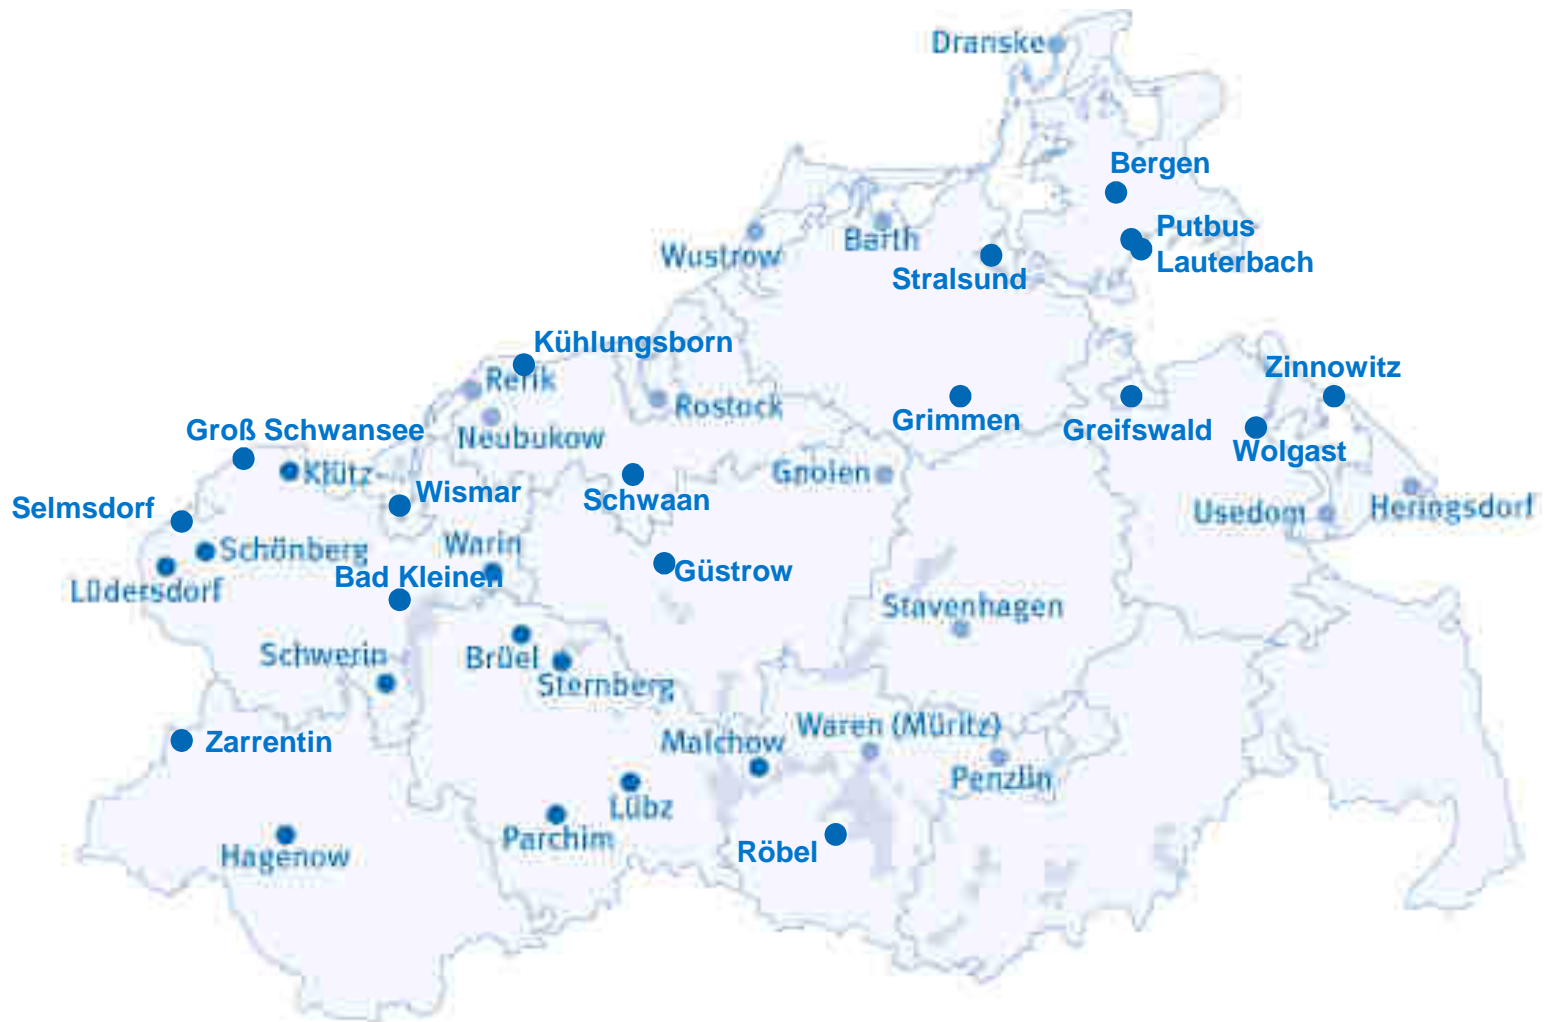 Dranske
Bergen
Putbus
Lauterbach
Wustrow
Barth
Stralsund
Kühlungsborn
Rerik
Rostock
Neubukow
Grimmen
Greifswald
Zinnowitz
Wolgast
Groß Schwansee
Klütz
Wismar
Schwaan
Gnoien
Usedom
Heringsdorf
Selmsdorf
Schönberg
Warin
Lüdersdorf
Bad Kleinen
Güstrow
Stavenhagen
Schwerin
Brüel
Sternberg
Zarrentin
Malchow
Waren (Müritz)
Penzlin
Lübz
Parchim
Hagenow
Röbel